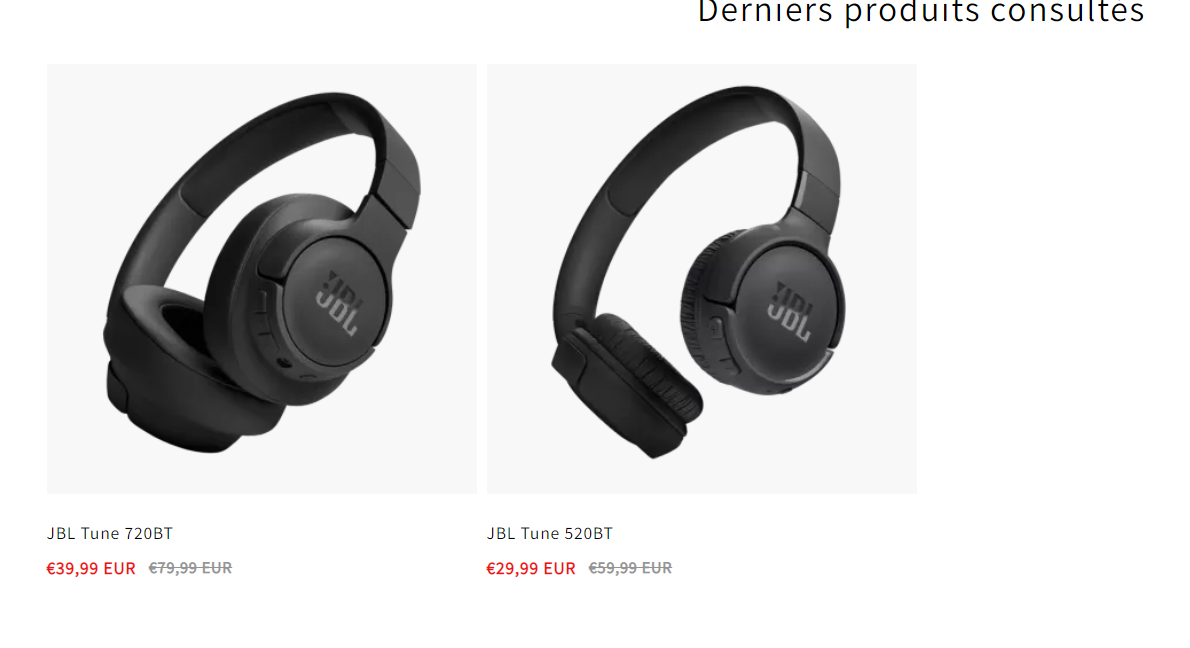 Derniers produits consultés
JBL
JBL
JBL Tune 720BT
JBL Tune 520BT
€39,99 EUR €79,99 EUR
€29,99 EUR €59,99 EUR